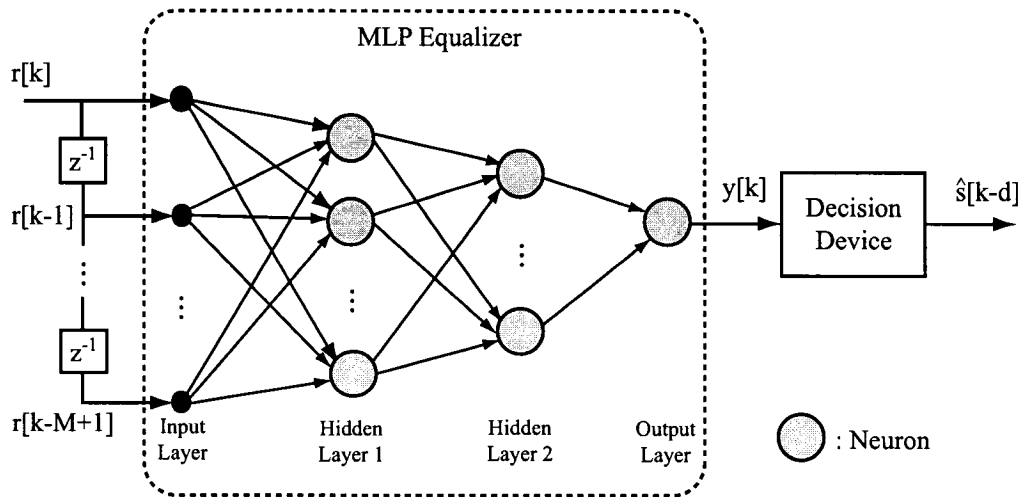 MLP Equalizer
r[k]
z⁻¹
r[k-1]
⋮
⋮
⋮
⋮
z⁻¹
r[k-M+1]
Input
Layer
Hidden
Layer 1
Hidden
Layer 2
Output
Layer
y[k]
Decision
Device
ŝ[k-d]
: Neuron